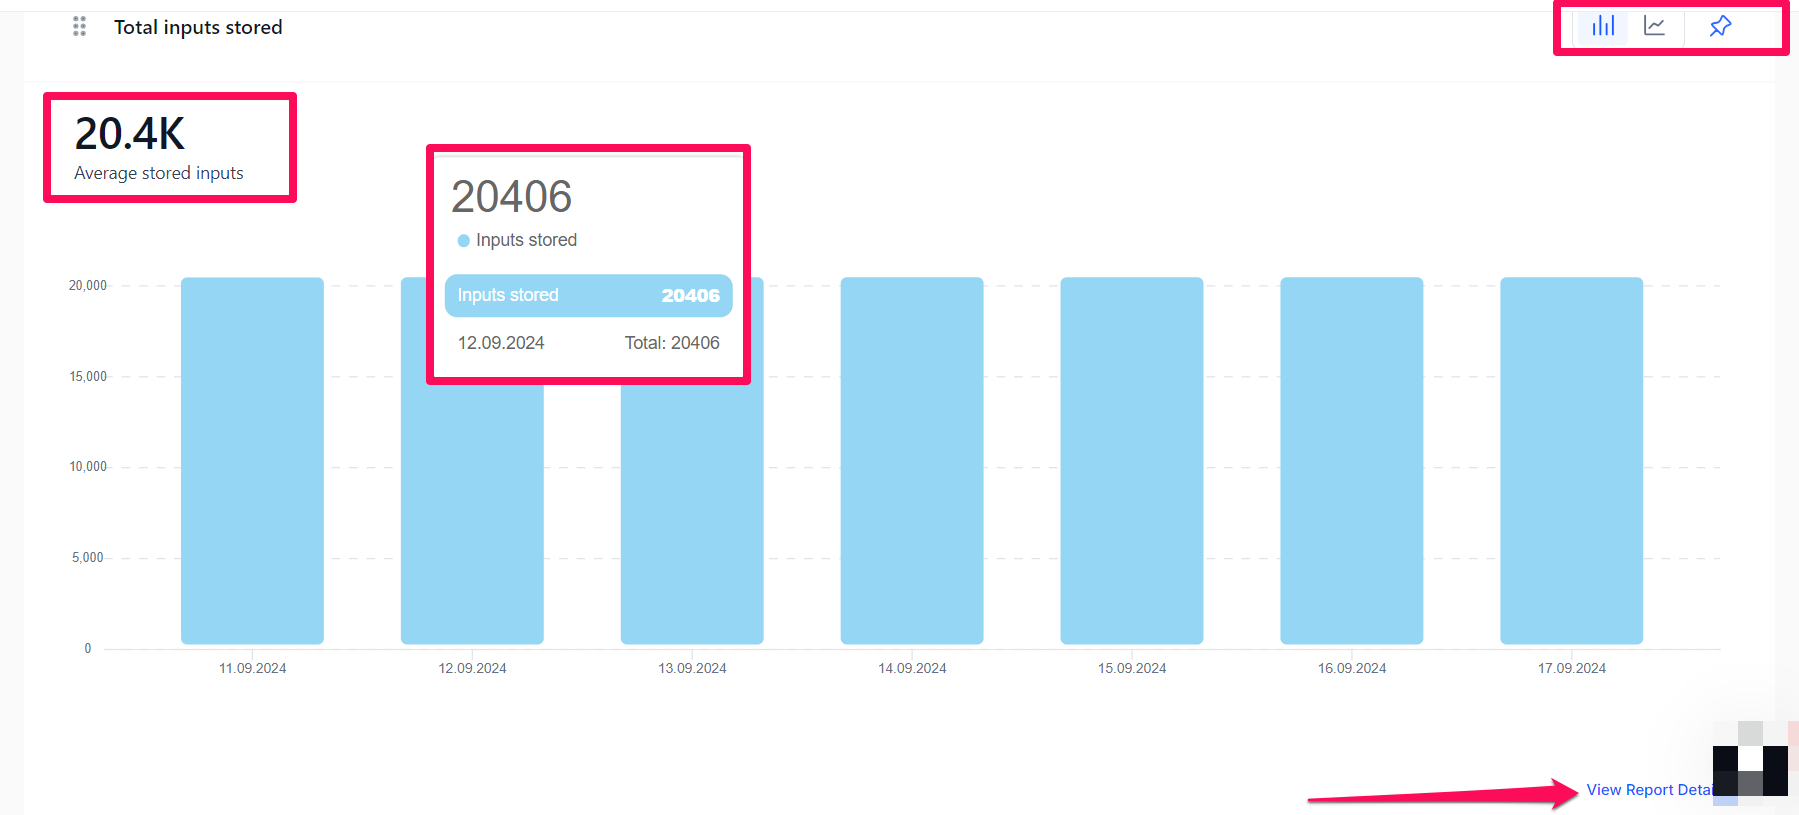 Total inputs stored
20.4K
Average stored inputs
20406
Inputs stored
Inputs stored 20406
12.09.2024 Total: 20406
20,000
15,000
10,000
5,000
0
11.09.2024 12.09.2024 13.09.2024 14.09.2024 15.09.2024 16.09.2024 17.09.2024
View Report